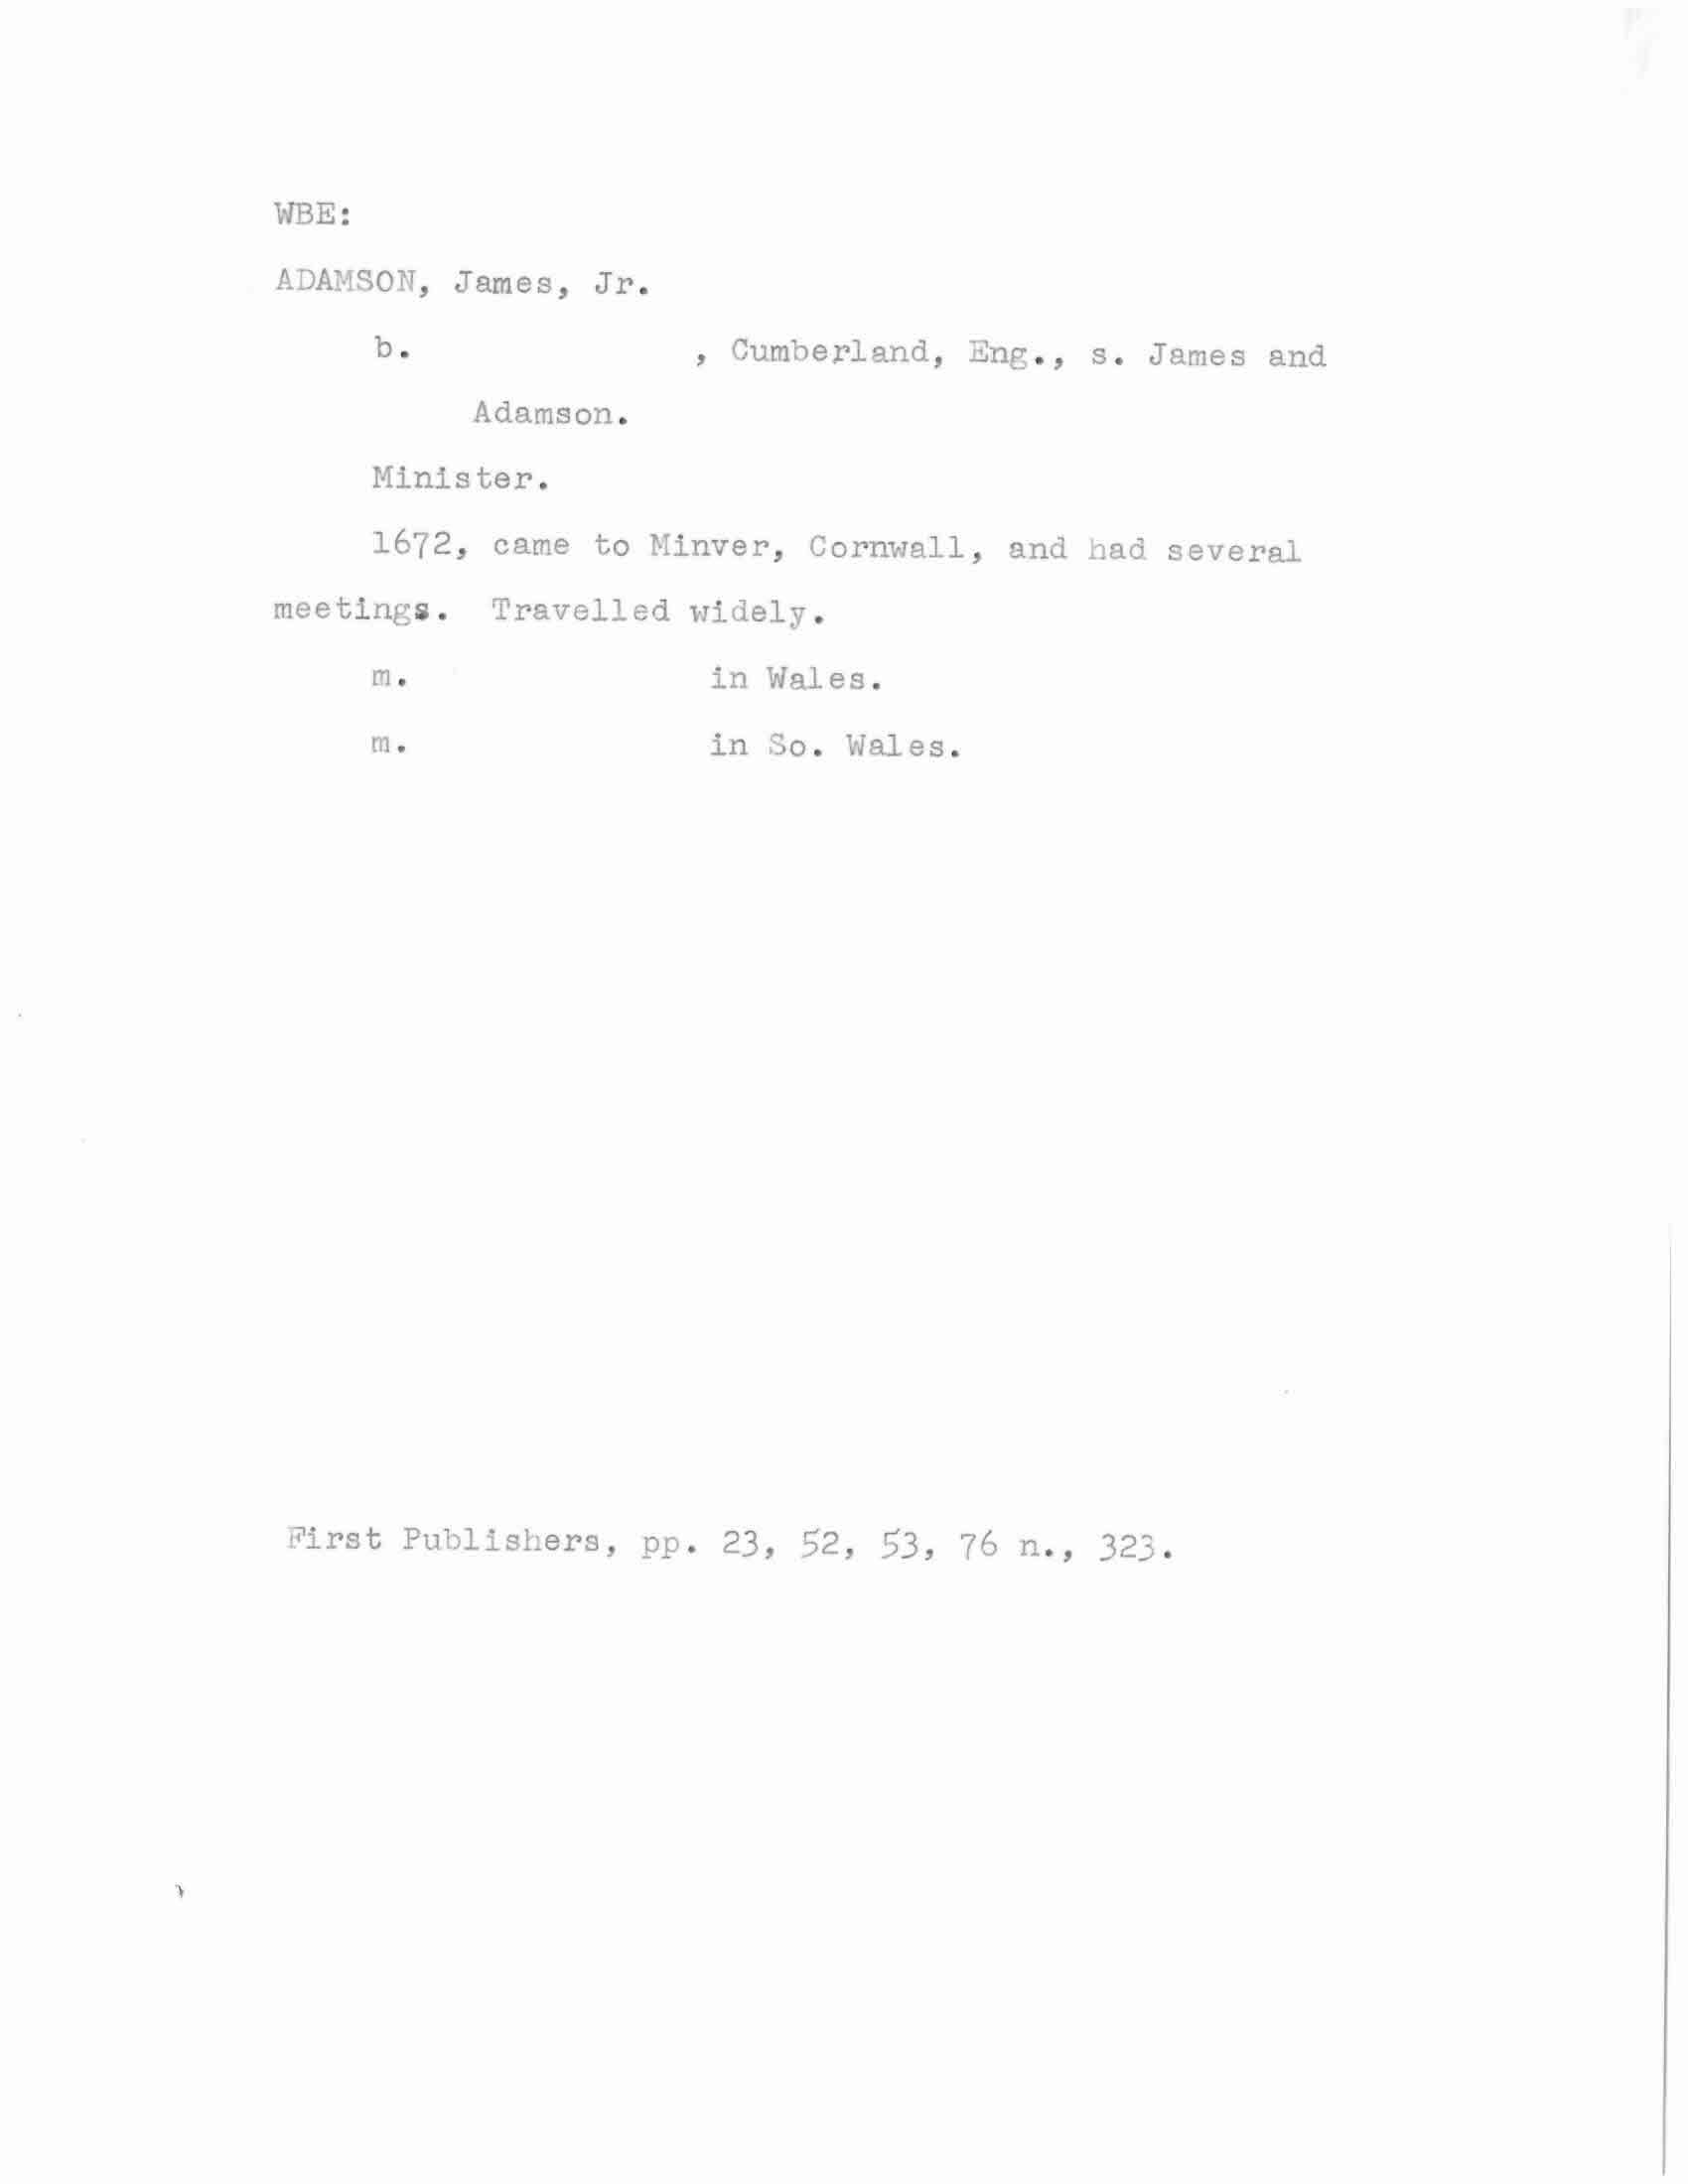 WBE:
ADAMSON, James, Jr.
b. , Cumberland, Eng., s. James and
Adamson.
Minister.
1672, came to Minver, Cornwall, and had several
meetings. Travelled widely.
m. in Wales.
m. in So. Wales.
First Publishers, pp. 23, 52, 53, 76 n., 323.